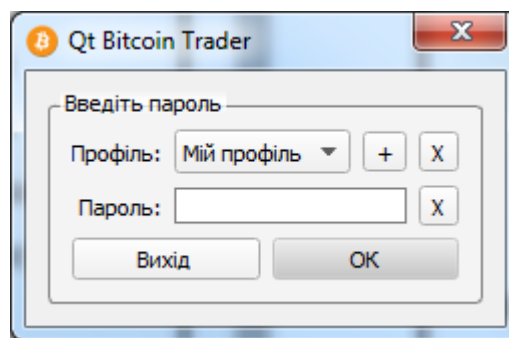 Qt Bitcoin Trader
Введіть пароль
Профіль: Мій профіль + X
Пароль: X
Вихід OK